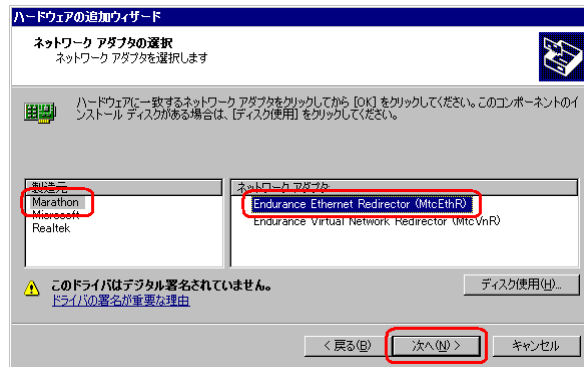 ハードウェアの追加ウィザード
ネットワーク アダプタの選択
ネットワーク アダプタを選択します
ハードウェアに一致するネットワーク アダプタをクリックしてから [OK] をクリックしてください。このコンポーネントのイ
ンストール ディスクがある場合は、[ディスク使用] をクリックしてください。
製造元
Marathon
Microsoft
Realtek
ネットワーク アダプタ
Endurance Ethernet Redirector (MtcEthR)
Endurance Virtual Network Redirector (MtcVnR)
このドライバはデジタル署名されていません。
ドライバの署名が重要な理由
ディスク使用(H)...
< 戻る(B)
次へ(N) >
キャンセル